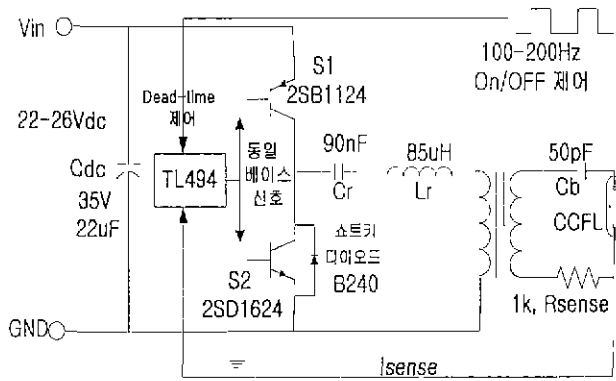 Vin
100-200Hz
On/OFF 제어
S1
2SB1124
Dead-time
제어
22-26Vdc
Cdc
35V
22uF
TL494
동일
베이스
신호
90nF
Cr
85uH
Lr
50pF
Cb
CCFL
쇼트키
다이오드
B240
S2
2SD1624
1k, Rsense
GND
Isense